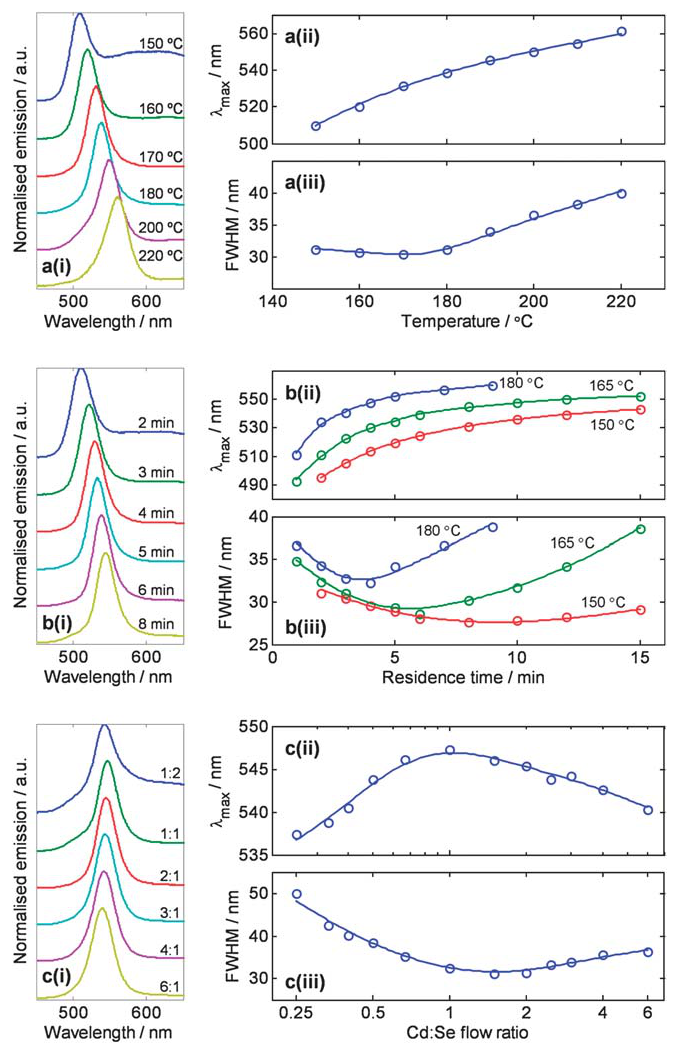 Normalised emission / a.u.
150 ºC
160 ºC
170 ºC
180 ºC
200 ºC
220 ºC
a(i)
500
600
Wavelength / nm
a(ii)
λmax / nm
560
540
520
500
a(iii)
FWHM / nm
40
35
30
140
160
180
200
220
Temperature / °C
Normalised emission / a.u.
2 min
3 min
4 min
5 min
6 min
8 min
b(i)
500
600
Wavelength / nm
b(ii)
λmax / nm
550
530
510
490
180 °C
165 °C
150 °C
b(iii)
FWHM / nm
40
35
30
25
180 °C
165 °C
150 °C
0
5
10
15
Residence time / min
Normalised emission / a.u.
1:2
1:1
2:1
3:1
4:1
6:1
c(i)
500
600
Wavelength / nm
c(ii)
λmax / nm
550
545
540
535
c(iii)
FWHM / nm
50
40
30
0.25
0.5
1
2
4
6
Cd:Se flow ratio